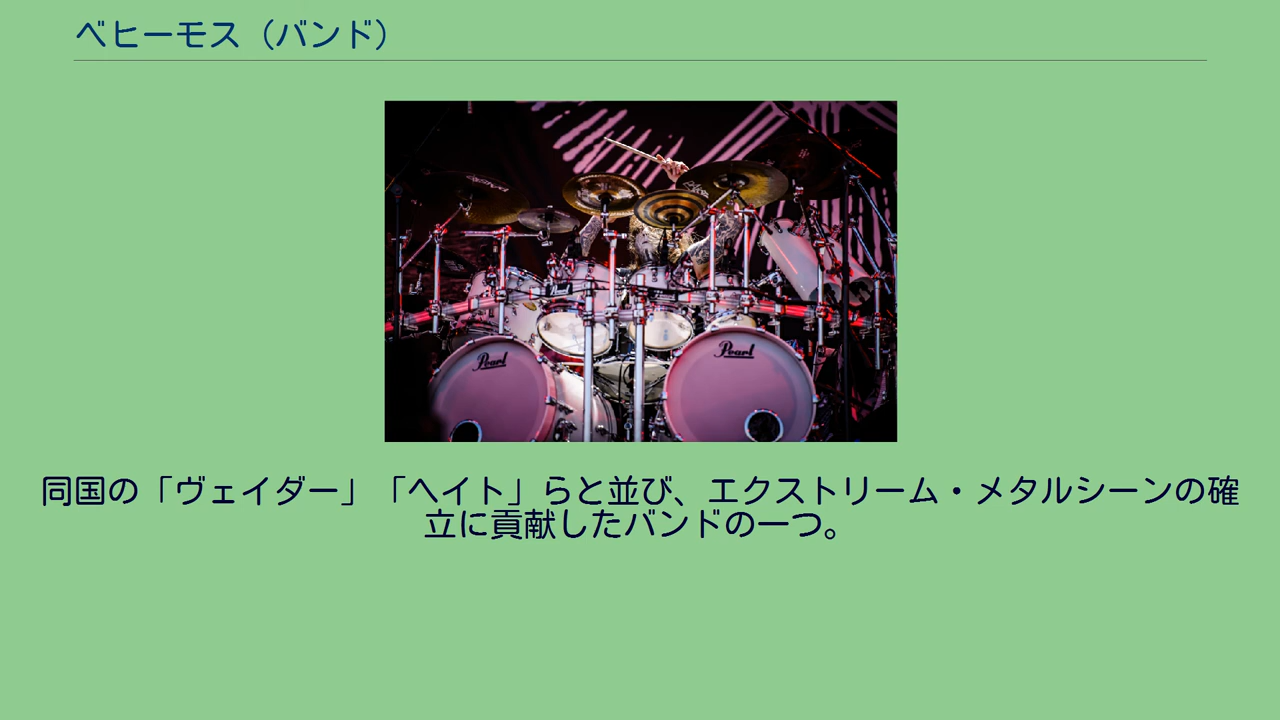 ベヒーモス（バンド）
Pearl
Pearl
同国の「ヴェイダー」「ヘイト」らと並び、エクストリーム・メタルシーンの確
立に貢献したバンドの一つ。